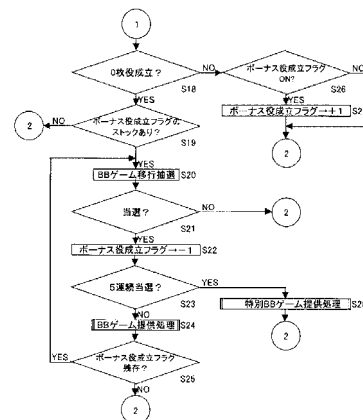 1
0枚役成立？
NO
S18
YES
ボーナス役成立フラグ
ON？
NO
S26
YES
ボーナス役成立フラグ→＋1
2
2
NO
ボーナス役成立フラグの
ストックあり？
S19
YES
BBゲーム移行抽選
S20
当選？
NO
2
S21
YES
ボーナス役成立フラグ→－1
S22
5連続当選？
YES
S23
NO
特別BBゲーム提供処理
2
BBゲーム提供処理
S24
YES
ボーナス役成立フラグ
残存？
S25
NO
2